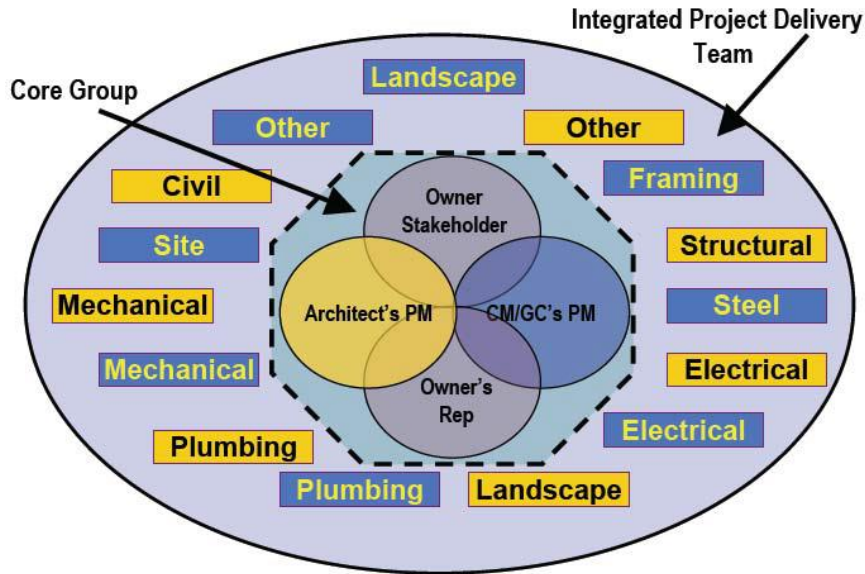 Integrated Project Delivery
Team
Core Group
Landscape
Other
Other
Civil
Framing
Owner
Stakeholder
Site
Structural
Mechanical
Architect's PM
CM/GC's PM
Steel
Mechanical
Electrical
Owner's
Rep
Plumbing
Electrical
Plumbing
Landscape